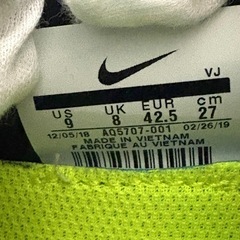 VJ
US UK EUR cm
9 8 42.5 27
12/05/18 AQ5707-001 02/26/19
MADE IN VIETNAM
FABRIQUE AU VIETNAM